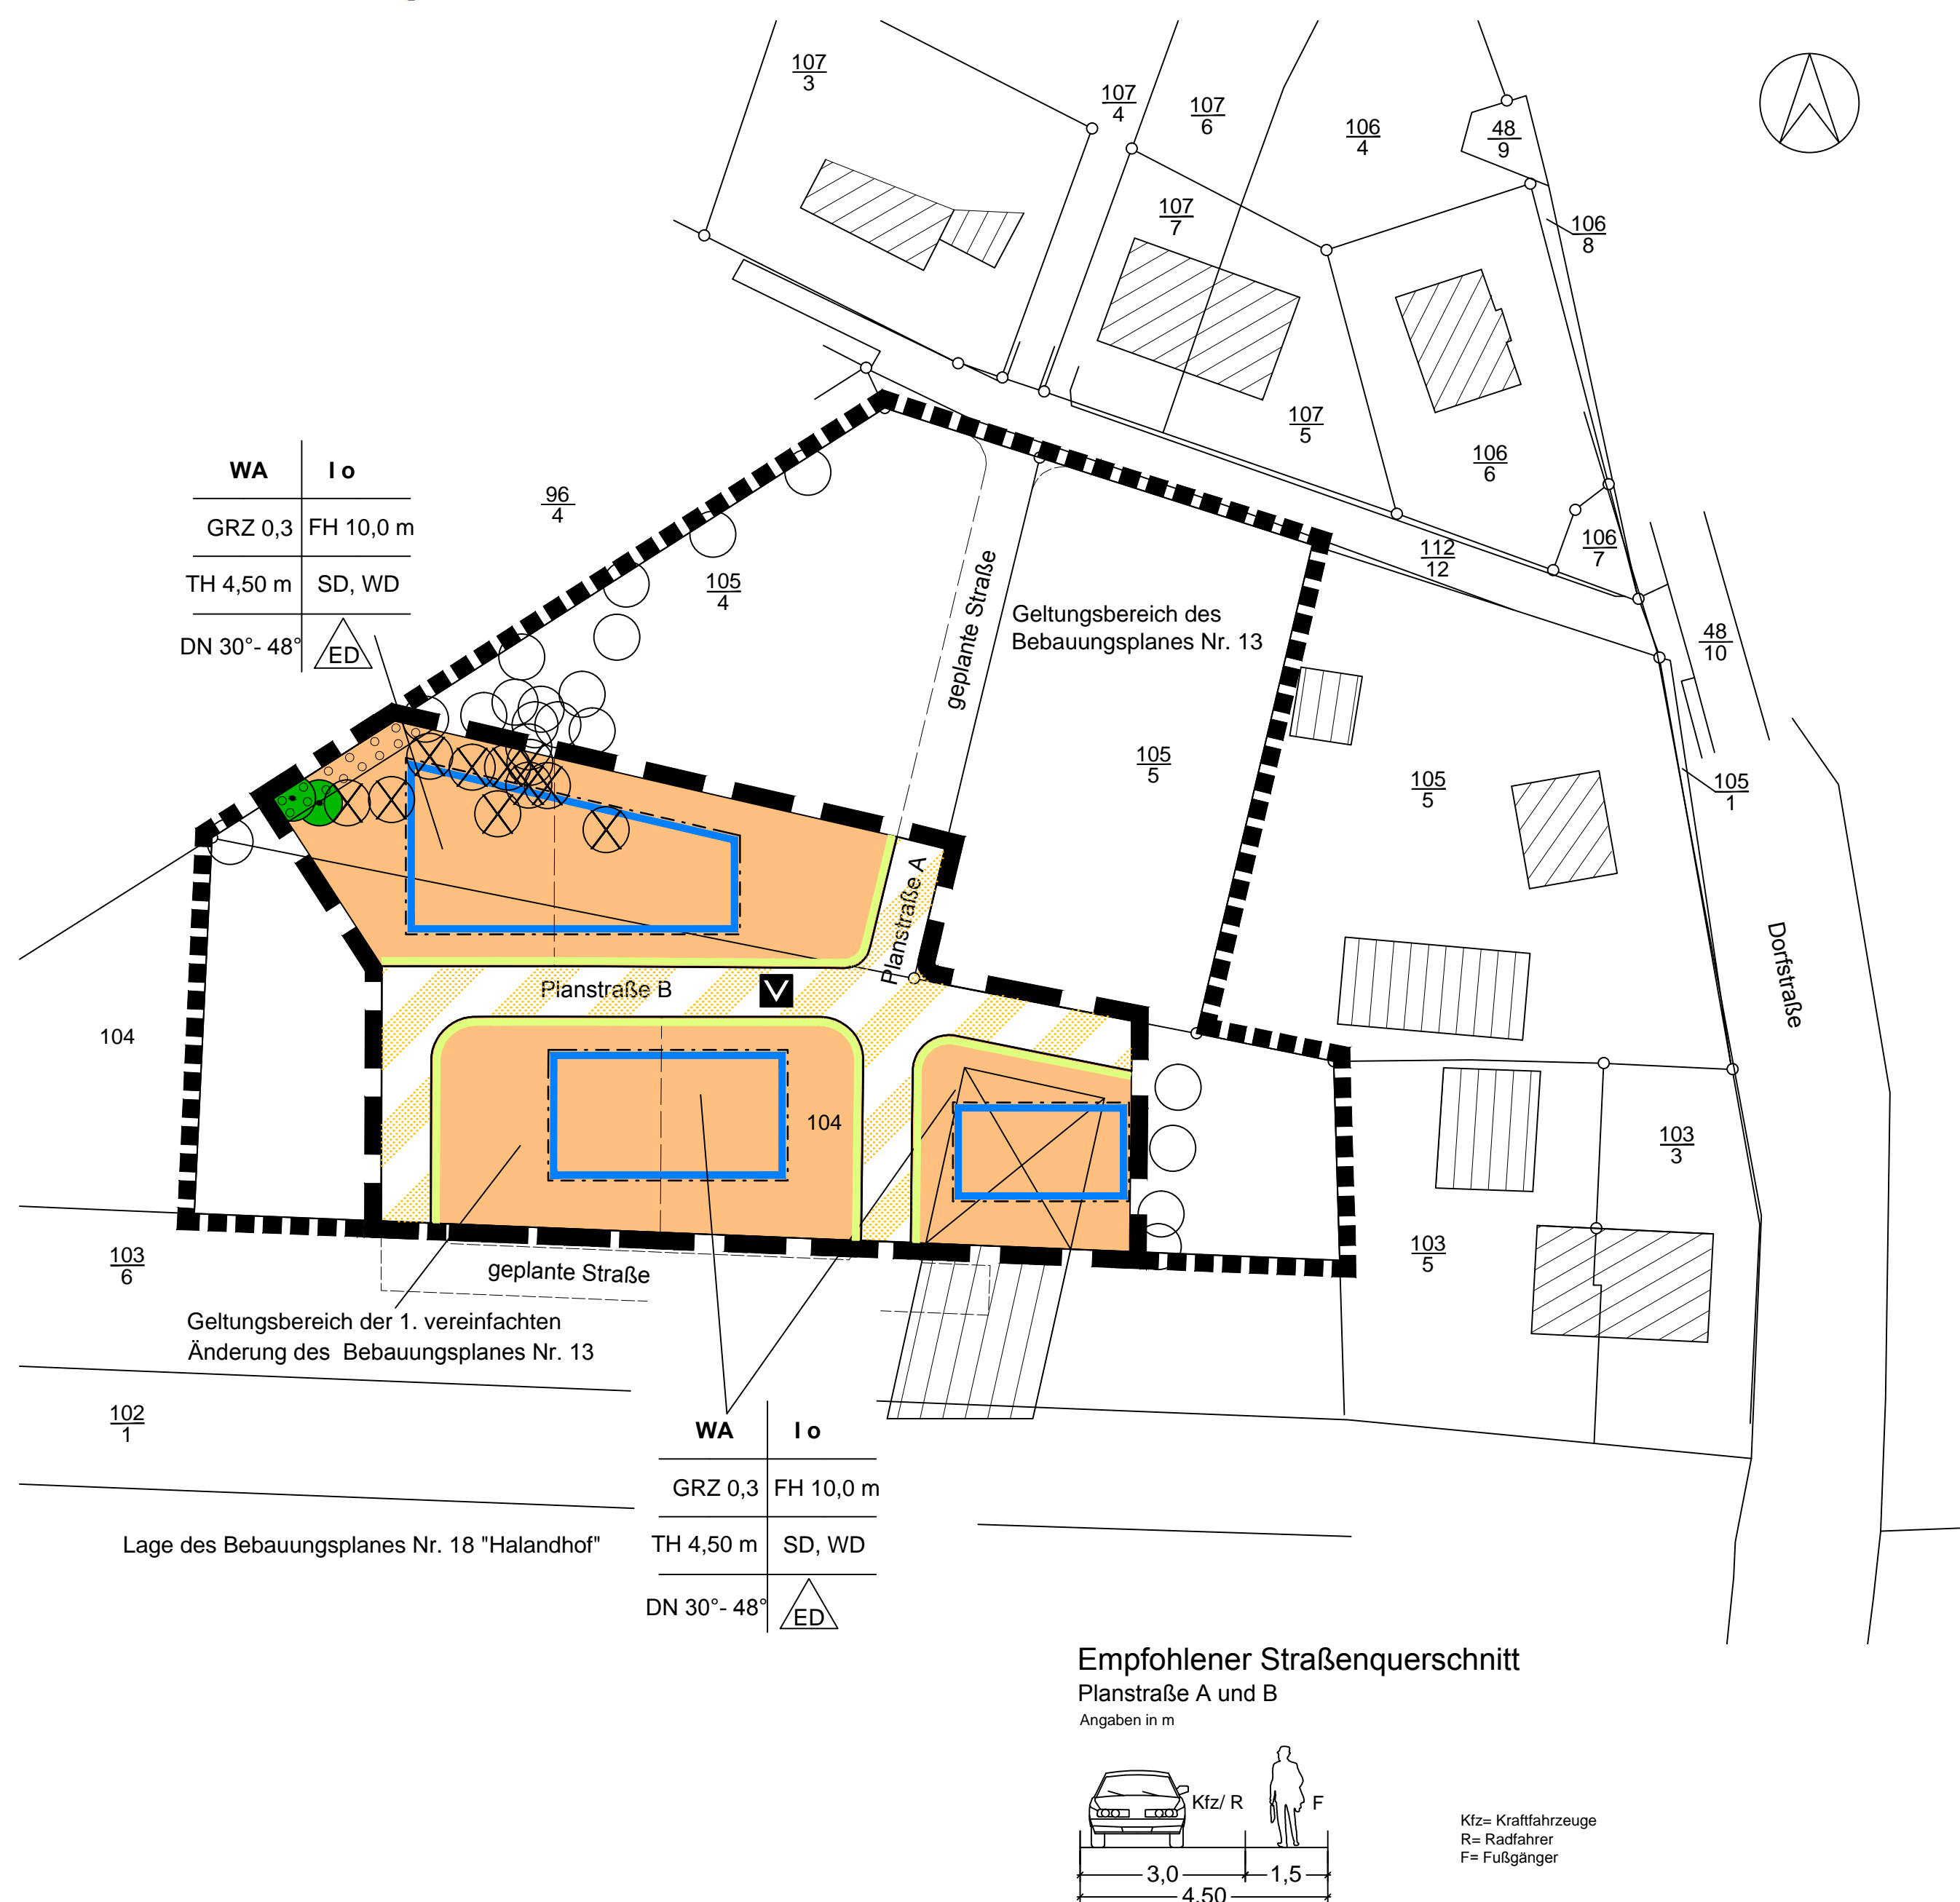 107
3
107
4
107
6
106
4
48
9
107
7
106
8
WA I o
GRZ 0,3 FH 10,0 m
TH 4,50 m SD, WD
DN 30°- 48° ED
96
4
107
5
106
6
106
7
112
12
105
4
geplante Straße
Geltungsbereich des
Bebauungsplanes Nr. 13
48
10
105
5
105
5
105
1
Planstraße A
Planstraße B
Dorfstraße
104
104
103
3
103
6
geplante Straße
103
5
Geltungsbereich der 1. vereinfachten
Änderung des Bebauungsplanes Nr. 13
102
1
WA I o
GRZ 0,3 FH 10,0 m
TH 4,50 m SD, WD
DN 30°- 48° ED
Lage des Bebauungsplanes Nr. 18 "Halandhof"
Empfohlener Straßenquerschnitt
Planstraße A und B
Angaben in m
Kfz/ R F
Kfz= Kraftfahrzeuge
R= Radfahrer
F= Fußgänger
3,0 1,5
4,50